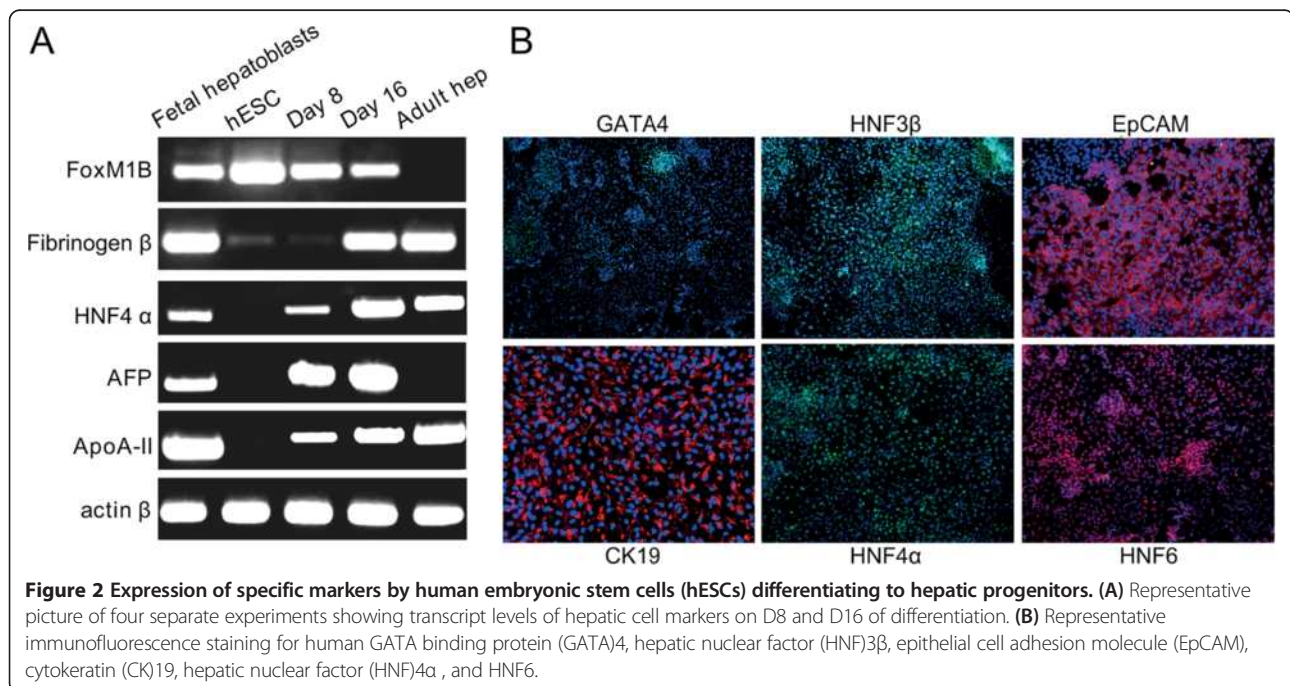 A
B
Fetal hepatoblasts
hESC
Day 8
Day 16
Adult hep
FoxM1B
Fibrinogen β
HNF4 α
AFP
ApoA-II
actin β
GATA4
HNF3β
EpCAM
CK19
HNF4α
HNF6
Figure 2 Expression of specific markers by human embryonic stem cells (hESCs) differentiating to hepatic progenitors. (A) Representative
picture of four separate experiments showing transcript levels of hepatic cell markers on D8 and D16 of differentiation. (B) Representative
immunofluorescence staining for human GATA binding protein (GATA)4, hepatic nuclear factor (HNF)3β, epithelial cell adhesion molecule (EpCAM),
cytokeratin (CK)19, hepatic nuclear factor (HNF)4α , and HNF6.